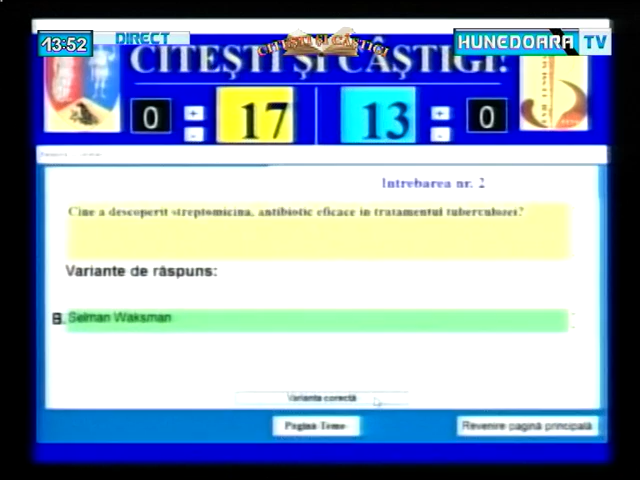 13:52
DIRECT
CITEŞTI ŞI CÂŞTIGI
HUNEDOARA TV
CITEŞTI ŞI CÂŞTIGI!
0 + - 17 13 + - 0
Intrebarea nr. 2
Cine a descoperit streptomicina, antibiotic eficace in tratamentul tuberculozei?
Variante de răspuns:
B. Selman Waksman
Varianta corectă
Pagina Teme
Revenire pagină principală